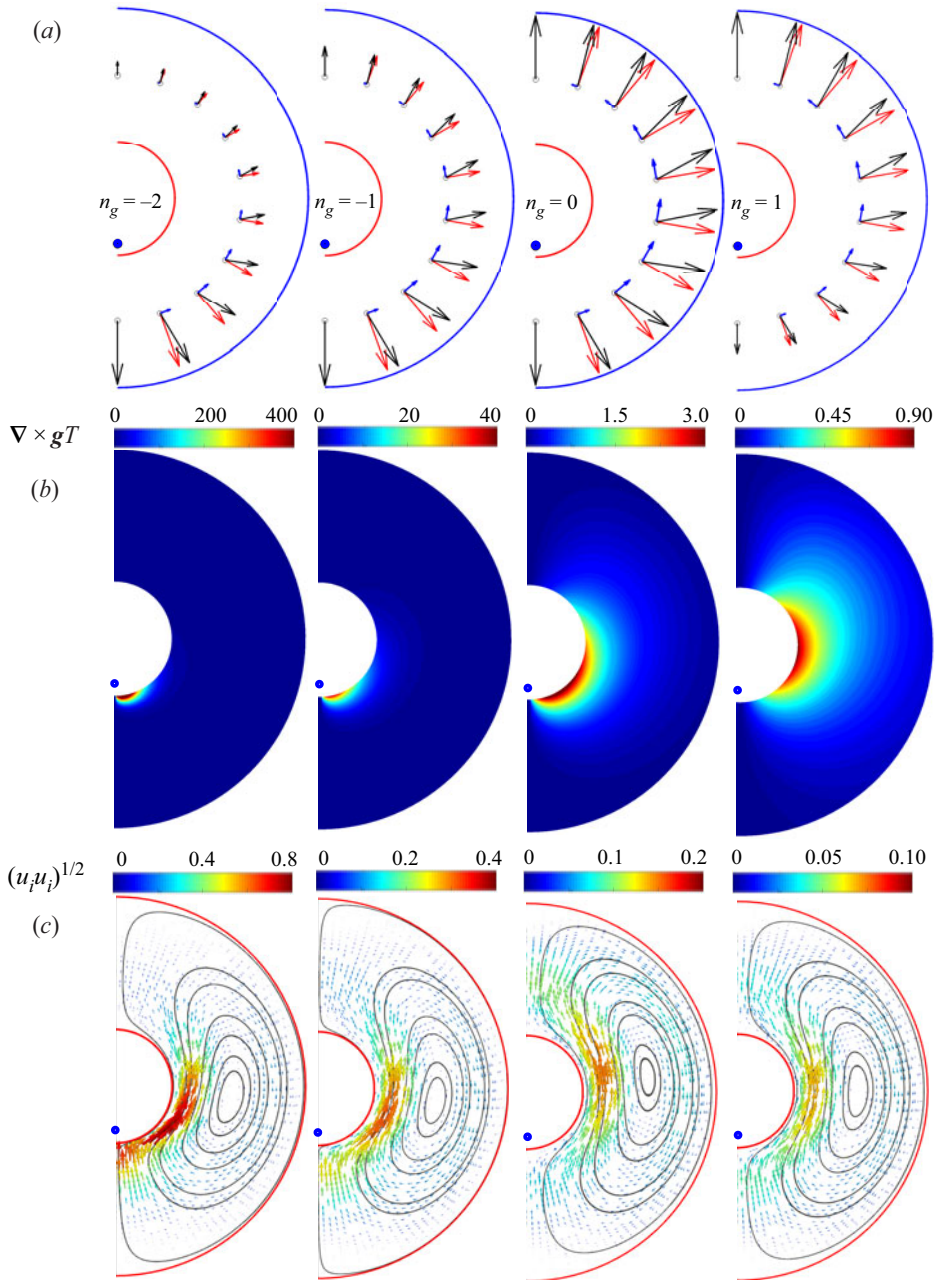 (a)
n_g = –2 n_g = –1 n_g = 0 n_g = 1
∇ × gT 0 200 400 0 20 40 0 1.5 3.0 0 0.45 0.90
(b)
(u_i u_i)^{1/2} 0 0.4 0.8 0 0.2 0.4 0 0.1 0.2 0 0.05 0.10
(c)